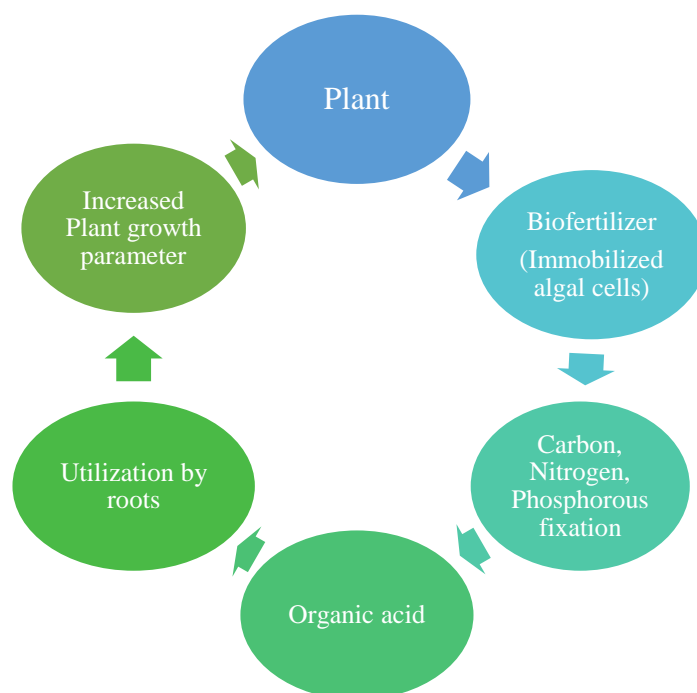 Plant
Biofertilizer
(Immobilized
algal cells)
Carbon,
Nitrogen,
Phosphorous
fixation
Organic acid
Utilization by
roots
Increased
Plant growth
parameter